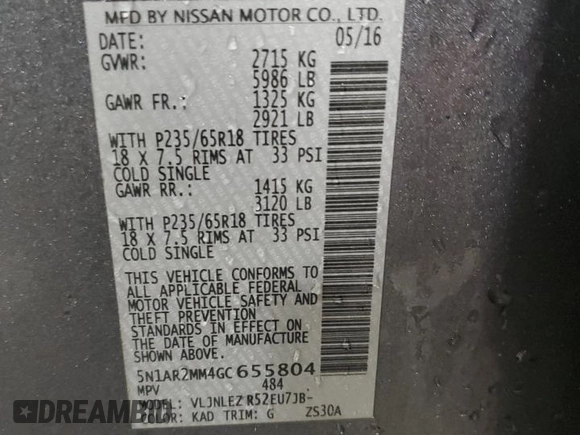 MFD BY NISSAN MOTOR CO., LTD.
DATE: 05/16
GVWR: 2715 KG
5986 LB
GAWR FR.: 1325 KG
2921 LB
WITH P235/65R18 TIRES
18 X 7.5 RIMS AT 33 PSI
COLD SINGLE
GAWR RR.: 1415 KG
3120 LB
WITH P235/65R18 TIRES
18 X 7.5 RIMS AT 33 PSI
COLD SINGLE
THIS VEHICLE CONFORMS TO
ALL APPLICABLE FEDERAL
MOTOR VEHICLE SAFETY AND
THEFT PREVENTION
STANDARDS IN EFFECT ON
THE DATE OF MANUFACTURE
SHOWN ABOVE.
5N1AR2MM4GC655804
MPV 484
MODEL: VLJNLEZ R52EU7JB-
COLOR: KAD TRIM: G ZS30A
EPICVIN.COM